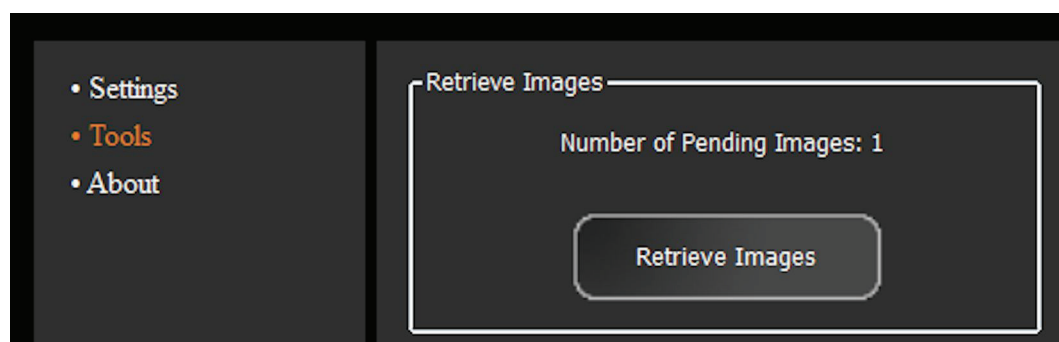 • Settings
• Tools
• About
Retrieve Images
Number of Pending Images: 1
Retrieve Images